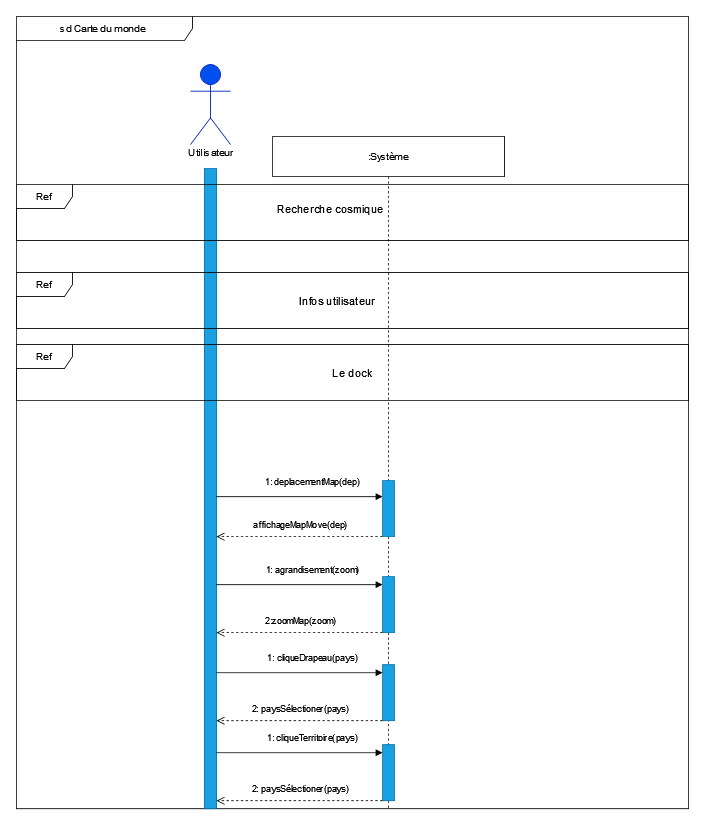 sd Carte du monde
Utilisateur
:Système
Ref
Recherche cosmique
Ref
Infos utilisateur
Ref
Le dock
1: deplacementMap(dep)
affichageMapMove(dep)
1: agrandisement(zoom)
2:zoomMap(zoom)
1: cliqueDrapeau(pays)
2: paysSélectioner(pays)
1: cliqueTerritoire(pays)
2: paysSélectioner(pays)